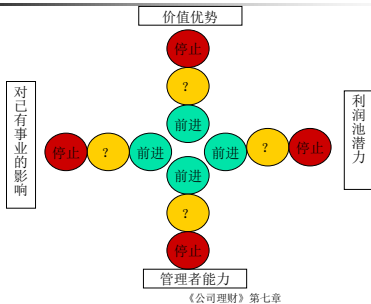 价值优势
停止
?
前进
对已有事业的影响
停止 ? 前进 前进 ? 停止
利润池潜力
前进
?
停止
管理者能力
《公司理财》第七章